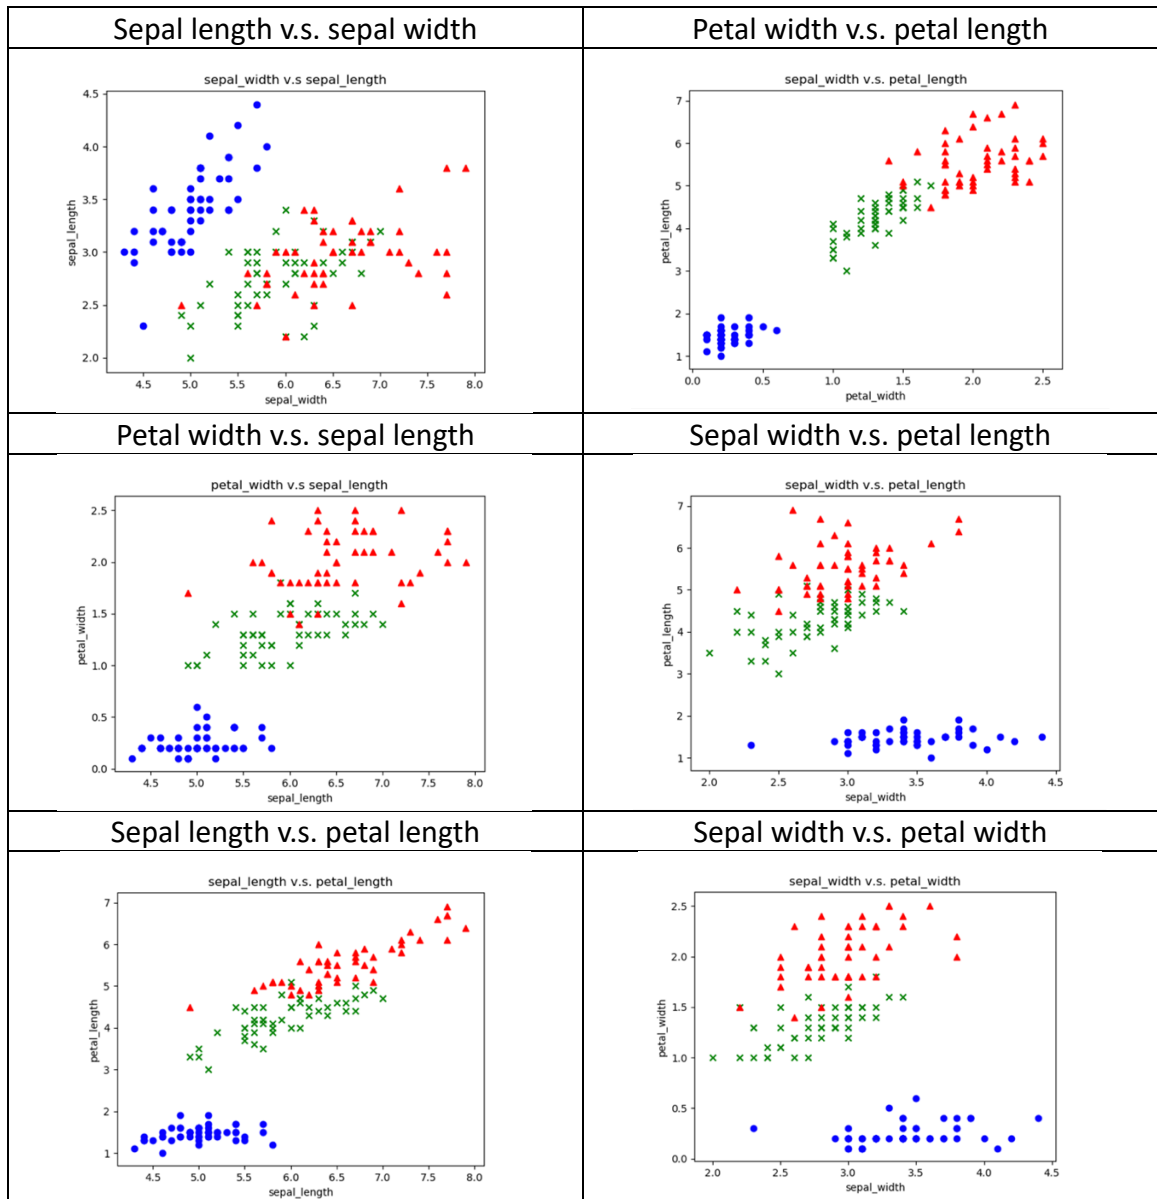 Sepal length v.s. sepal width
Petal width v.s. petal length
sepal_width v.s sepal_length
4.5
4.0
3.5
3.0
2.5
2.0
sepal_length
4.5 5.0 5.5 6.0 6.5 7.0 7.5 8.0
sepal_width
sepal_width v.s. petal_length
7
6
5
4
3
2
1
petal_length
0.0 0.5 1.0 1.5 2.0 2.5
petal_width
Petal width v.s. sepal length
Sepal width v.s. petal length
petal_width v.s sepal_length
2.5
2.0
1.5
1.0
0.5
0.0
petal_width
4.5 5.0 5.5 6.0 6.5 7.0 7.5 8.0
sepal_length
sepal_width v.s. petal_length
7
6
5
4
3
2
1
petal_length
2.0 2.5 3.0 3.5 4.0 4.5
sepal_width
Sepal length v.s. petal length
Sepal width v.s. petal width
sepal_length v.s. petal_length
7
6
5
4
3
2
1
petal_length
4.5 5.0 5.5 6.0 6.5 7.0 7.5 8.0
sepal_length
sepal_width v.s. petal_width
2.5
2.0
1.5
1.0
0.5
0.0
petal_width
2.0 2.5 3.0 3.5 4.0 4.5
sepal_width